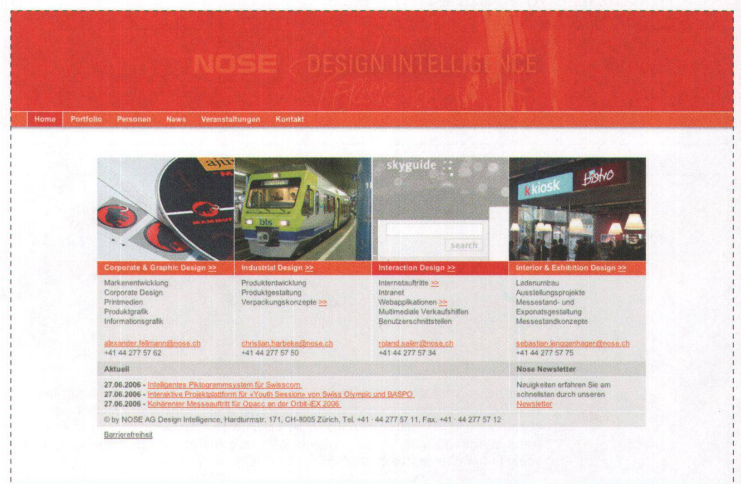 NOSE DESIGN INTELLIGENCE
Home Portfolio Personen News Veranstaltungen Kontakt
skyguide
search
bls
k kiosk
bistro
Corporate & Graphic Design >>
Markenentwicklung
Corporate Design
Printmedien
Produktgrafik
Informationsgrafik
alexander.fellmann@nose.ch
+41 44 277 57 62
Industrial Design >>
Produktentwicklung
Produktgestaltung
Verpackungskonzepte >>
christian.harbeke@nose.ch
+41 44 277 57 50
Interaction Design >>
Internetauftritte >>
Intranet
Webapplikationen >>
Multimediale Verkaufshilfen
Benutzerschnittstellen
roland.sailer@nose.ch
+41 44 277 57 34
Interior & Exhibition Design >>
Ladenumbau
Ausstellungsprojekte
Messestand- und
Exponatsgestaltung
Messestandkonzepte
sebastian.jenggenhager@nose.ch
+41 44 277 57 75
Aktuell
27.06.2006 - Intelligentes Piktogrammsystem für Swisscom
27.06.2006 - Interaktive Projektplattform für «Youth Session» von Swiss Olympic und BASPO
27.06.2006 - Kohärenter Messeauftritt für Opacc an der Orbit-iEX 2006
Nose Newsletter
Neuigkeiten erfahren Sie am
schnellsten durch unseren
Newsletter
© by NOSE AG Design Intelligence, Hardturmstr. 171, CH-8005 Zürich, Tel. +41 - 44 277 57 11, Fax. +41 - 44 277 57 12
Barrierefreiheit